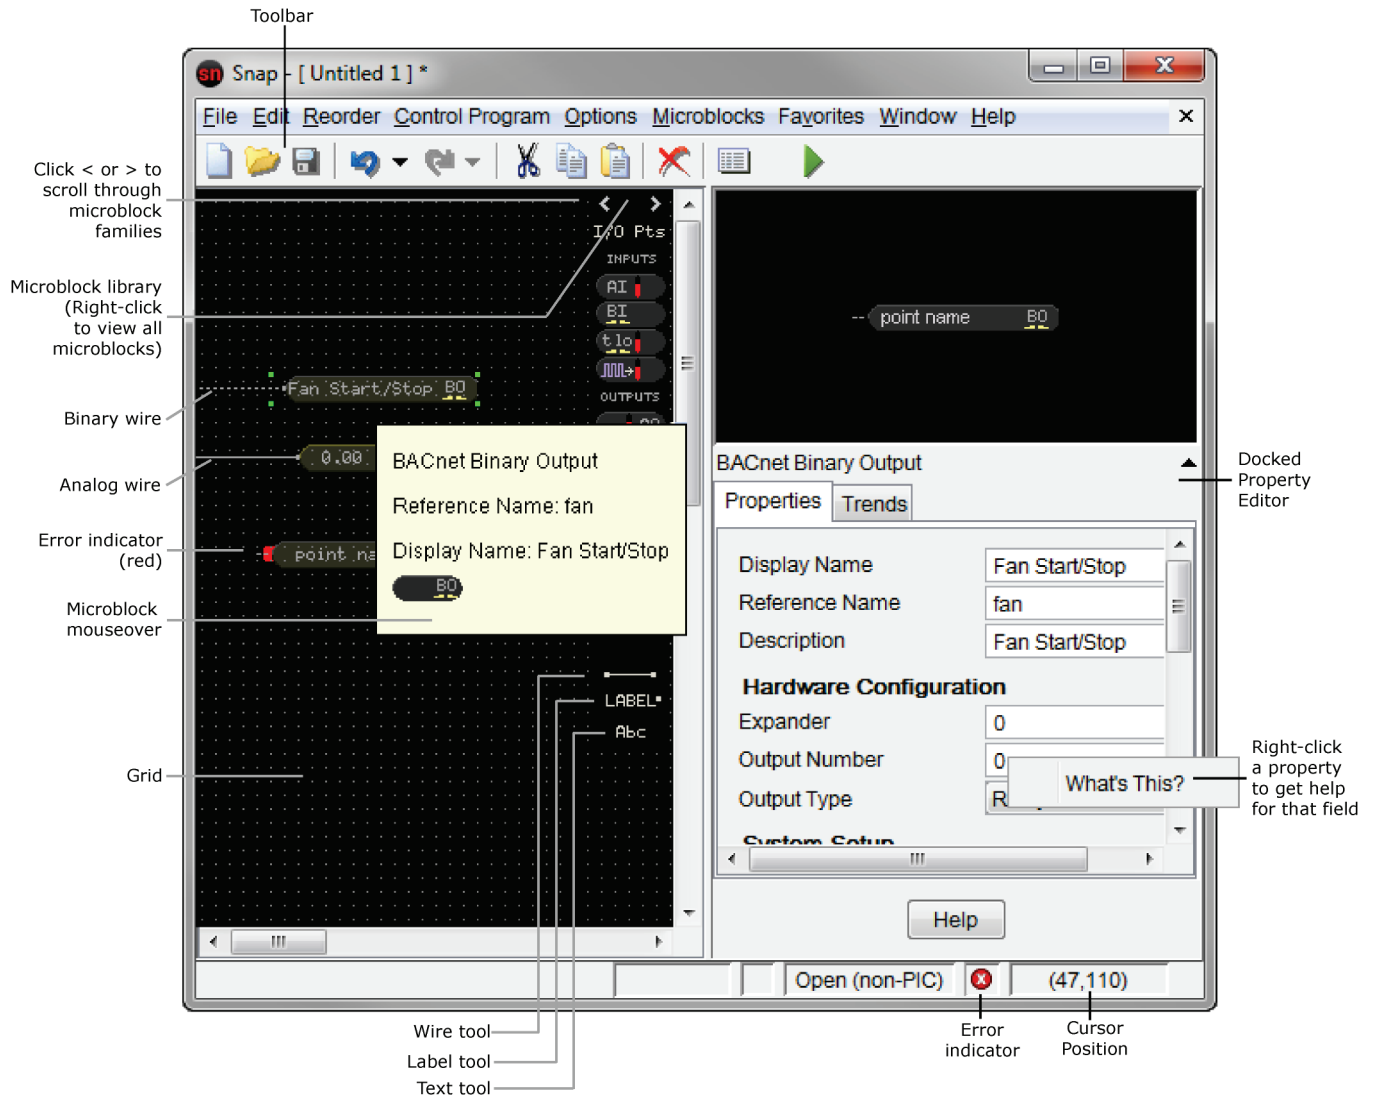 Toolbar
sn Snap - [ Untitled 1 ] *
File Edit Reorder Control Program Options Microblocks Favorites Window Help
Click < or > to
scroll through
microblock
families
Microblock library
(Right-click
to view all
microblocks)
Binary wire
Analog wire
Error indicator
(red)
Microblock
mouseover
Grid
< >
I/O Pts
INPUTS
AI
BI
tlo
OUTPUTS
Fan Start/Stop BO
0.00
point
BACnet Binary Output
Reference Name: fan
Display Name: Fan Start/Stop
BO
LABEL
Abc
point name BO
BACnet Binary Output
Properties Trends
Display Name Fan Start/Stop
Reference Name fan
Description Fan Start/Stop
Hardware Configuration
Expander 0
Output Number 0
Output Type
What's This?
System Setup
Help
Open (non-PIC) (47,110)
Docked
Property
Editor
Right-click
a property
to get help
for that field
Wire tool
Label tool
Text tool
Error
indicator
Cursor
Position